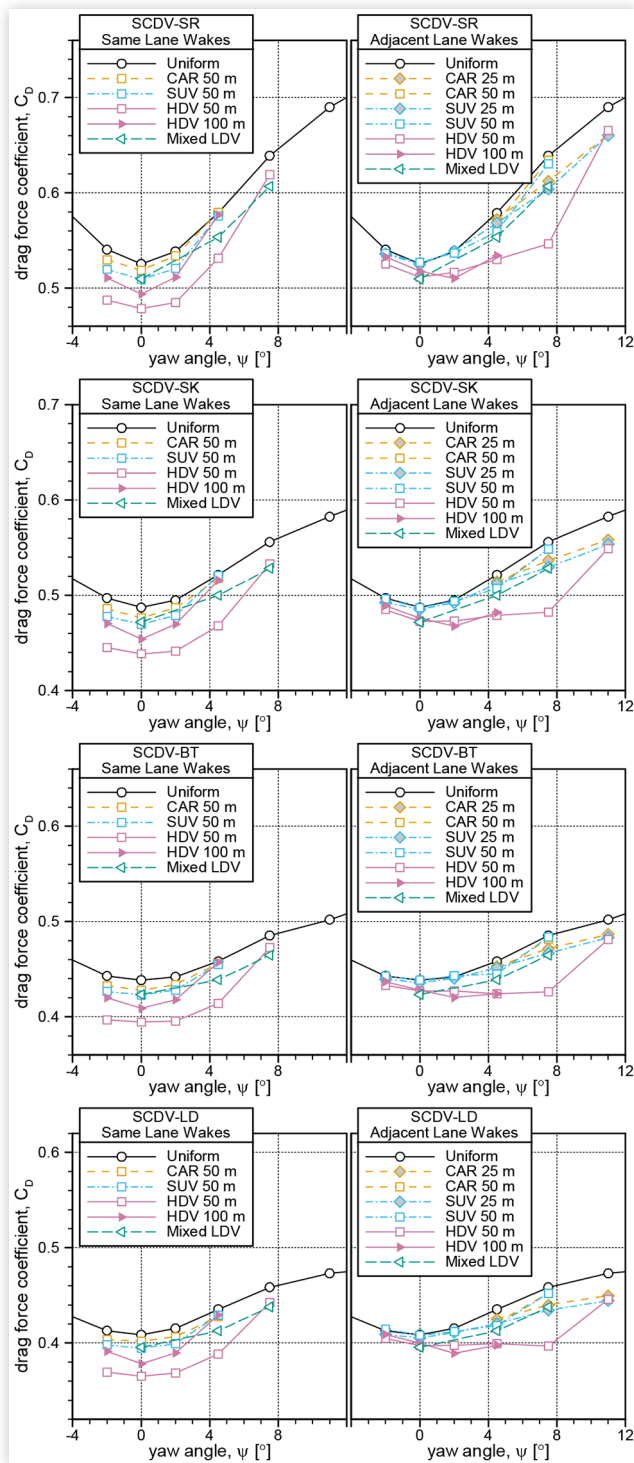 SCDV-SR
Same Lane Wakes
Uniform
CAR 50 m
SUV 50 m
HDV 50 m
HDV 100 m
Mixed LDV
SCDV-SR
Adjacent Lane Wakes
Uniform
CAR 25 m
CAR 50 m
SUV 25 m
SUV 50 m
HDV 50 m
HDV 100 m
Mixed LDV
drag force coefficient, C_D
0.7
0.6
0.5
-4 0 4 8
0 4 8 12
yaw angle, ψ [°]
yaw angle, ψ [°]
SCDV-SK
Same Lane Wakes
Uniform
CAR 50 m
SUV 50 m
HDV 50 m
HDV 100 m
Mixed LDV
SCDV-SK
Adjacent Lane Wakes
Uniform
CAR 25 m
CAR 50 m
SUV 25 m
SUV 50 m
HDV 50 m
HDV 100 m
Mixed LDV
drag force coefficient, C_D
0.7
0.6
0.5
0.4
-4 0 4 8
0 4 8 12
yaw angle, ψ [°]
yaw angle, ψ [°]
SCDV-BT
Same Lane Wakes
Uniform
CAR 50 m
SUV 50 m
HDV 50 m
HDV 100 m
Mixed LDV
SCDV-BT
Adjacent Lane Wakes
Uniform
CAR 25 m
CAR 50 m
SUV 25 m
SUV 50 m
HDV 50 m
HDV 100 m
Mixed LDV
drag force coefficient, C_D
0.6
0.5
0.4
-4 0 4 8
0 4 8 12
yaw angle, ψ [°]
yaw angle, ψ [°]
SCDV-LD
Same Lane Wakes
Uniform
CAR 50 m
SUV 50 m
HDV 50 m
HDV 100 m
Mixed LDV
SCDV-LD
Adjacent Lane Wakes
Uniform
CAR 25 m
CAR 50 m
SUV 25 m
SUV 50 m
HDV 50 m
HDV 100 m
Mixed LDV
drag force coefficient, C_D
0.6
0.5
0.4
-4 0 4 8
0 4 8 12
yaw angle, ψ [°]
yaw angle, ψ [°]